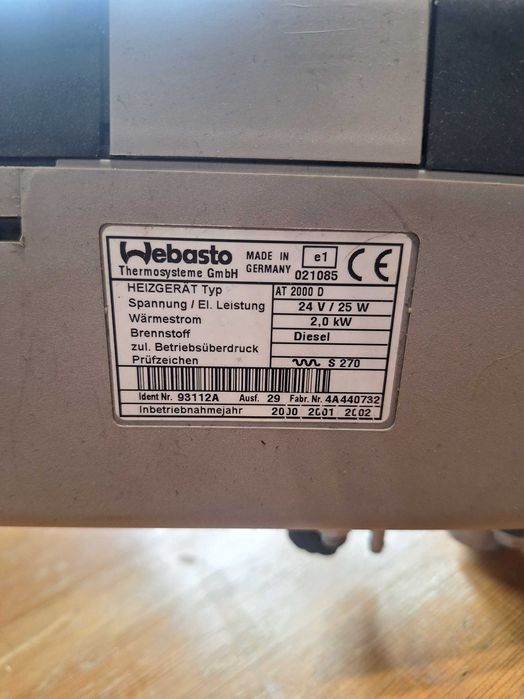 Webasto
Thermosysteme GmbH
MADE IN
GERMANY
e1
021085
CE
HEIZGERÄT Typ AT 2000 D
Spannung / El. Leistung 24 V / 25 W
Wärmestrom 2,0 kW
Brennstoff Diesel
zul. Betriebsüberdruck
Prüfzeichen S 270
Ident Nr. 93112A Ausf. 29 Fabr. Nr. 4A440732
Inbetriebnahmejahr 2000 2001 2002